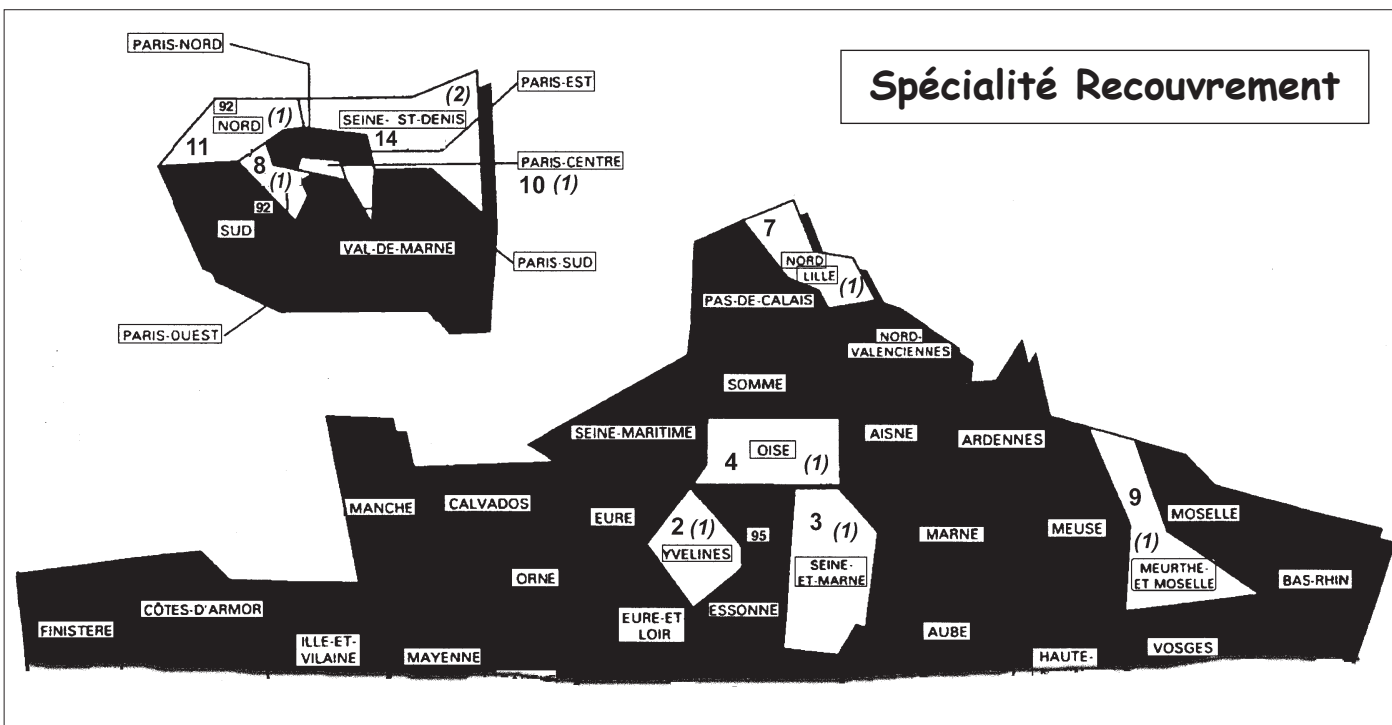 Spécialité Recouvrement
PARIS-NORD
PARIS-EST
92
NORD
(1)
SEINE- ST-DENIS
(2)
14
11
8
(1)
PARIS-CENTRE
10 (1)
92
SUD
VAL-DE-MARNE
PARIS-SUD
PARIS-OUEST
7
NORD
LILLE
(1)
PAS-DE-CALAIS
NORD-
VALENCIENNES
SOMME
SEINE-MARITIME
OISE
4
(1)
AISNE
ARDENNES
MANCHE
CALVADOS
EURE
2 (1)
YVELINES
95
3 (1)
SEINE-
ET-MARNE
MARNE
MEUSE
9
(1)
MOSELLE
MEURTHE-
ET MOSELLE
BAS-RHIN
ORNE
CÔTES-D'ARMOR
FINISTERE
ILLE-ET-
VILAINE
MAYENNE
EURE-ET
LOIR
ESSONNE
AUBE
HAUTE-
VOSGES